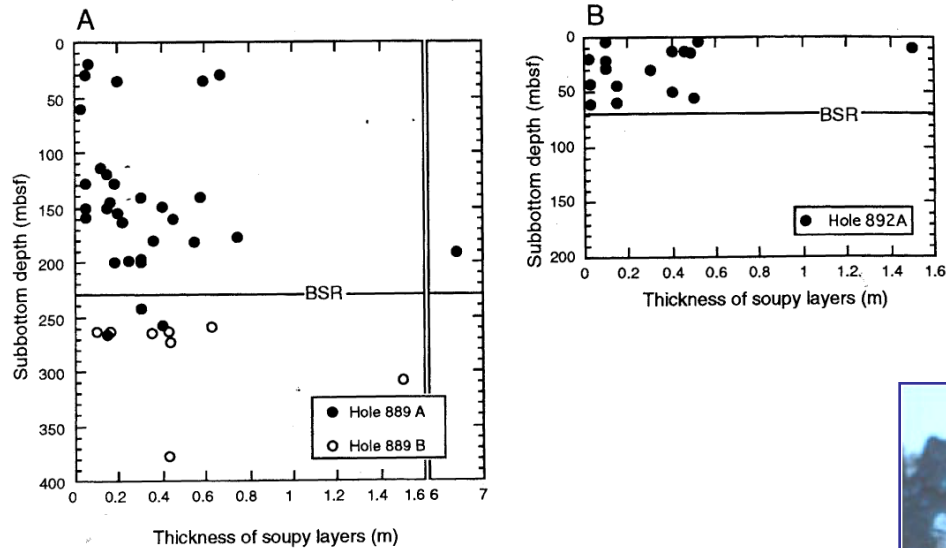 A
0
50
100
150
200
250
300
350
400
Subbottom depth (mbsf)
BSR
Hole 889 A
Hole 889 B
0 0.2 0.4 0.6 0.8 1 1.2 1.4 1.6 6 7
Thickness of soupy layers (m)
B
0
50
100
150
200
Subbottom depth (mbsf)
BSR
Hole 892A
0 0.2 0.4 0.6 0.8 1 1.2 1.4 1.6
Thickness of soupy layers (m)